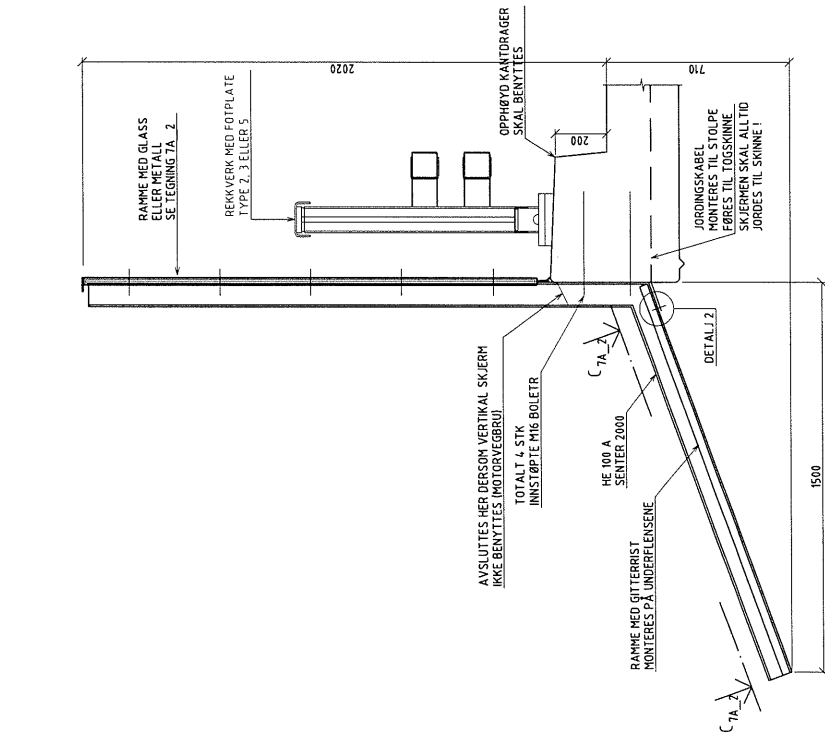 2020
710
RAMME MED GLASS
ELLER METALL
SE TEGNING 7A_2
REKKVERK MED FOTPLATE
TYPE 2, 3 ELLER 5
OPPHØYD KANTDRAGER
SKAL BENYTTES
200
JORDINGSKABEL
MONTERES TIL STOLPE
FØRES TIL TOGSKINNE
SKJERMEN SKAL ALLTID
JORDES TIL SKINNE !
DETALJ 2
C
7A_2
AVSLUTTES HER DERSOM VERTIKAL SKJERM
IKKE BENYTTES (MOTORVEGBRU)
TOTALT 4 STK
INNSTØPTE M16 BOLETR
HE 100 A
SENTER 2000
RAMME MED GITTERRIST
MONTERES PÅ UNDERFLENSENE
1500
C
7A_2